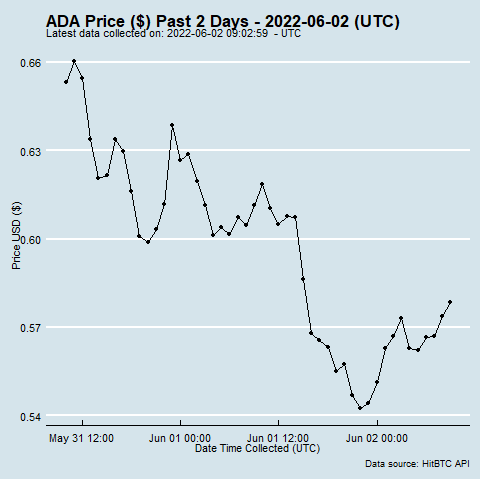 ADA Price ($) Past 2 Days - 2022-06-02 (UTC)
Latest data collected on: 2022-06-02 09:02:59 - UTC
0.66
0.63
0.60
0.57
0.54
Price USD ($)
May 31 12:00 Jun 01 00:00 Jun 01 12:00 Jun 02 00:00
Date Time Collected (UTC)
Data source: HitBTC API